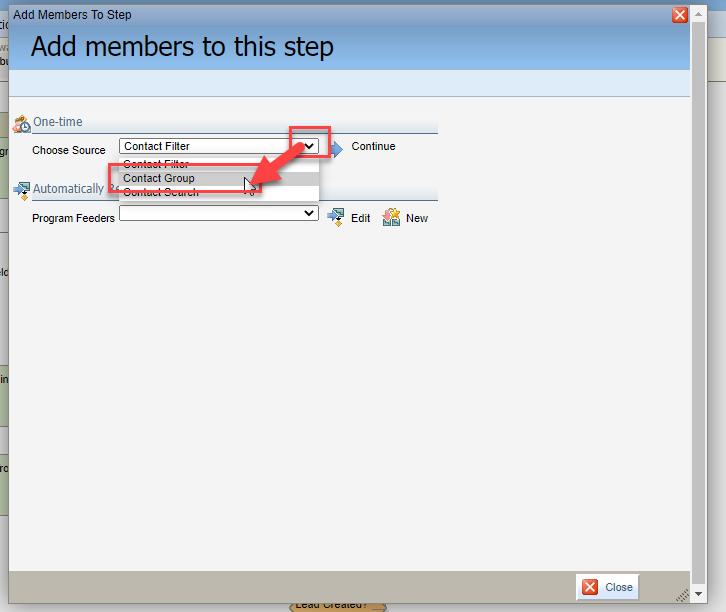 Add Members To Step
Add members to this step
One-time
Choose Source
Contact Filter
Continue
Contact Filter
Contact Group
Contact Search
Automatically
Program Feeders
Edit
New
Close
Lead Created?